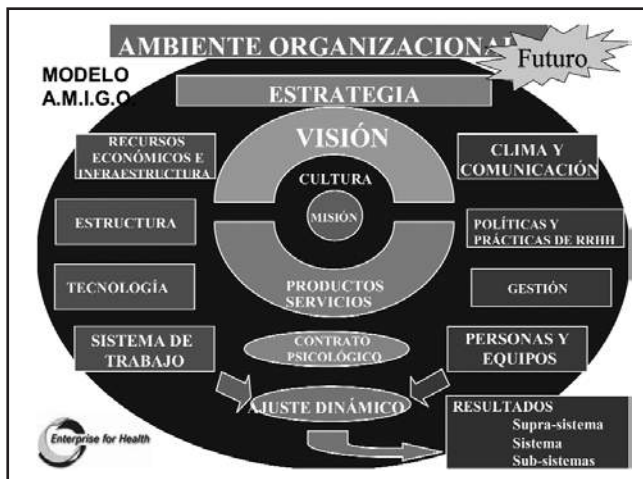 AMBIENTE ORGANIZACIONAL
Futuro
MODELO
A.M.I.G.O.
ESTRATEGIA
VISIÓN
RECURSOS
ECONÓMICOS E
INFRAESTRUCTURA
CLIMA Y
COMUNICACIÓN
CULTURA
MISIÓN
ESTRUCTURA
POLÍTICAS Y
PRÁCTICAS DE RRHH
TECNOLOGÍA
PRODUCTOS
SERVICIOS
GESTIÓN
SISTEMA DE
TRABAJO
CONTRATO
PSICOLÓGICO
PERSONAS Y
EQUIPOS
AJUSTE DINÁMICO
RESULTADOS
Supra-sistema
Sistema
Sub-sistemas
Enterprise for Health